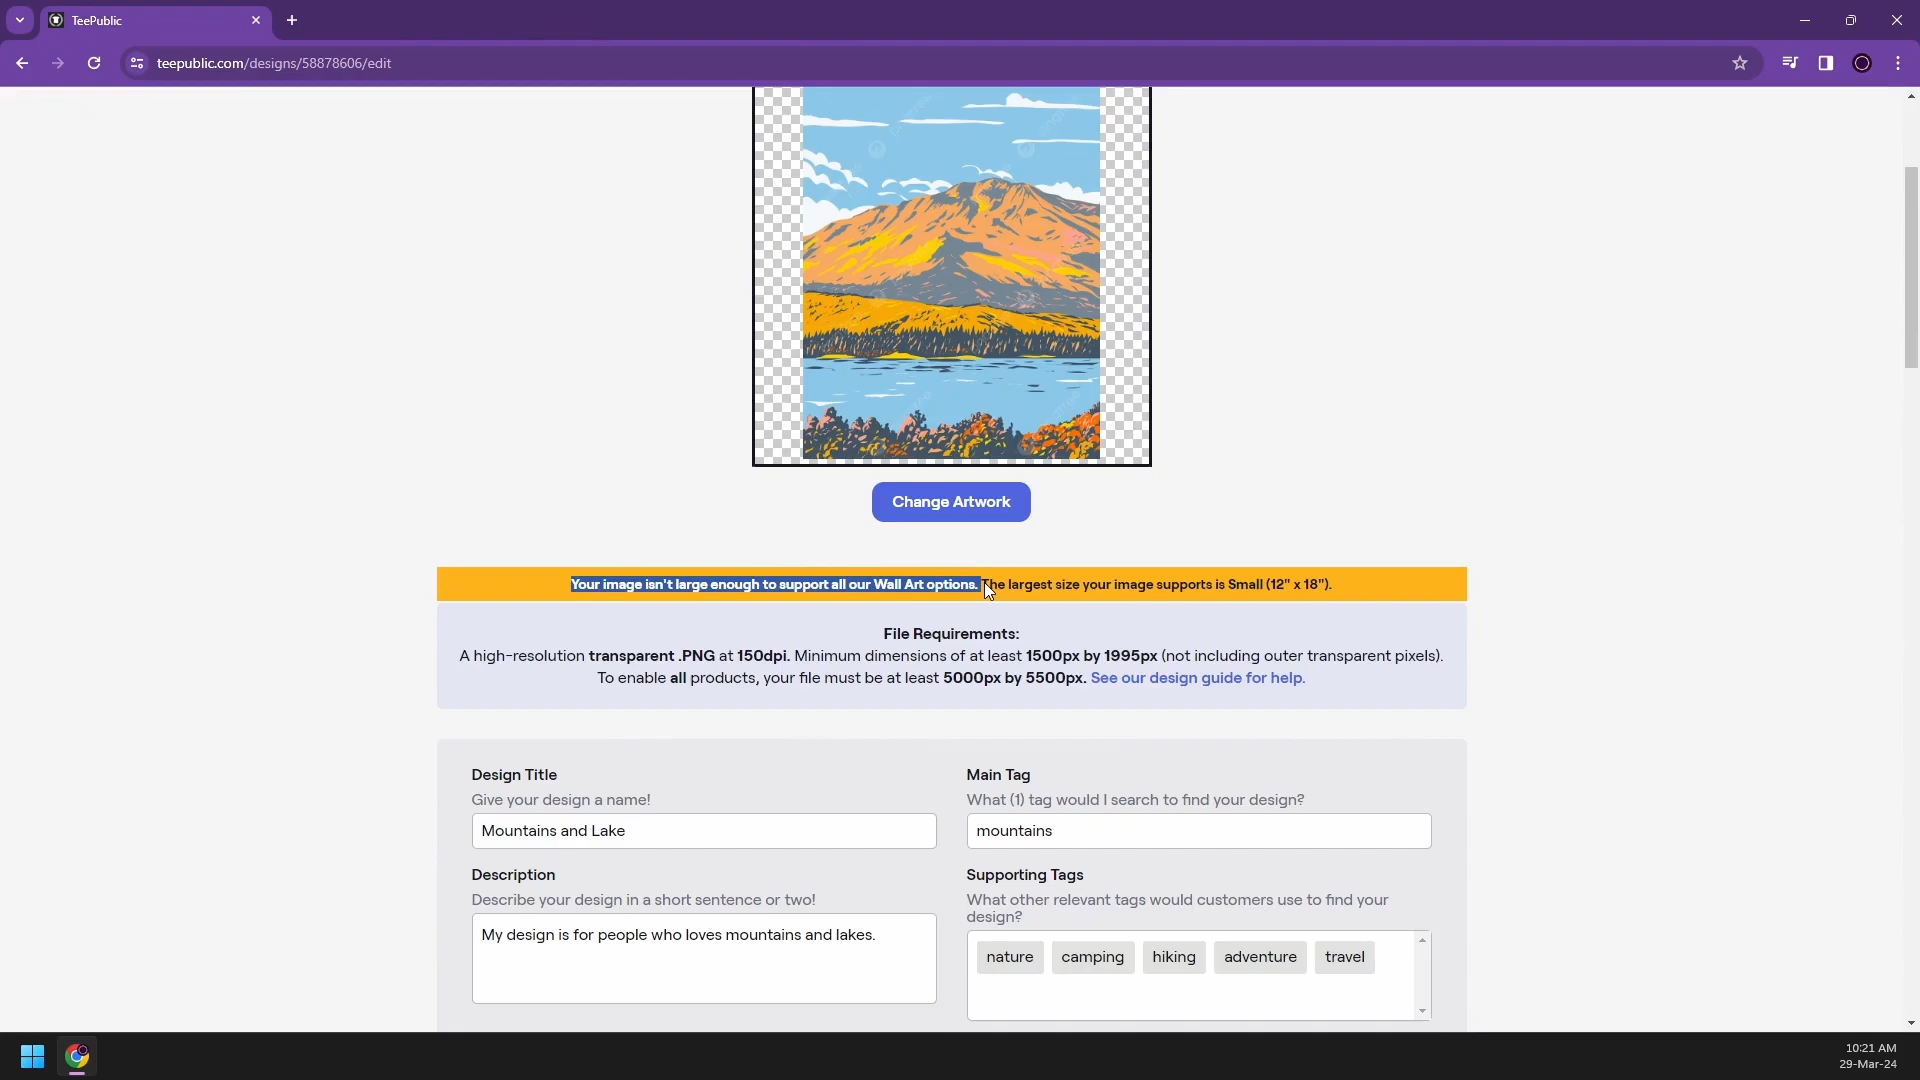 TeePublic
teepublic.com/designs/58878606/edit
Change Artwork
Your image isn't large enough to support all our Wall Art options. The largest size your image supports is Small (12" x 18").
File Requirements:
A high-resolution transparent .PNG at 150dpi. Minimum dimensions of at least 1500px by 1995px (not including outer transparent pixels).
To enable all products, your file must be at least 5000px by 5500px. See our design guide for help.
Design Title
Give your design a name!
Mountains and Lake
Description
Describe your design in a short sentence or two!
My design is for people who loves mountains and lakes.
Main Tag
What (1) tag would I search to find your design?
mountains
Supporting Tags
What other relevant tags would customers use to find your
design?
nature camping hiking adventure travel
10:21 AM
29-Mar-24